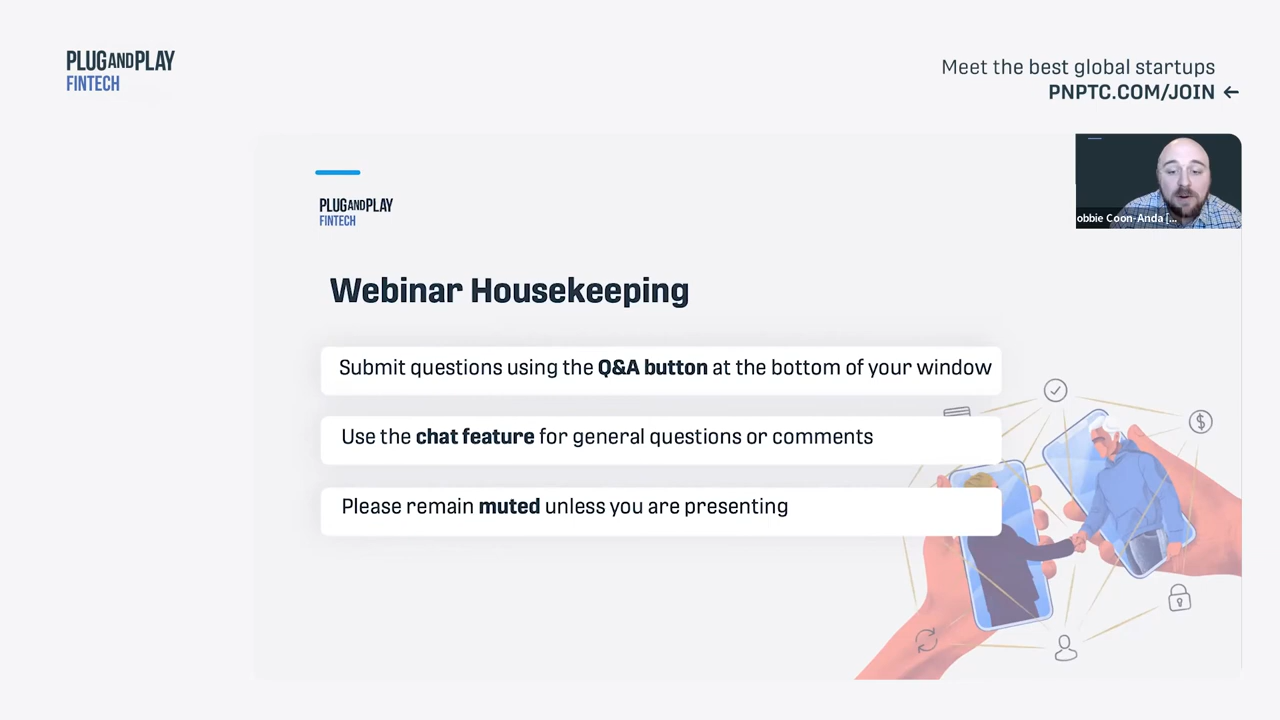 PLUGANDPLAY
FINTECH
Meet the best global startups
PNPTC.COM/JOIN ←
PLUGANDPLAY
FINTECH
obbie Coon-Anda [...
Webinar Housekeeping
Submit questions using the Q&A button at the bottom of your window
Use the chat feature for general questions or comments
Please remain muted unless you are presenting
$